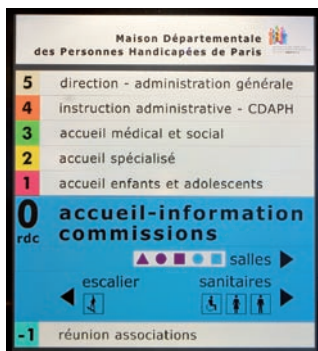 Maison Départementale
des Personnes Handicapées de Paris
5 direction - administration générale
4 instruction administrative - CDAPH
3 accueil médical et social
2 accueil spécialisé
1 accueil enfants et adolescents
0 accueil-information
rdc commissions
salles
escalier sanitaires
-1 réunion associations